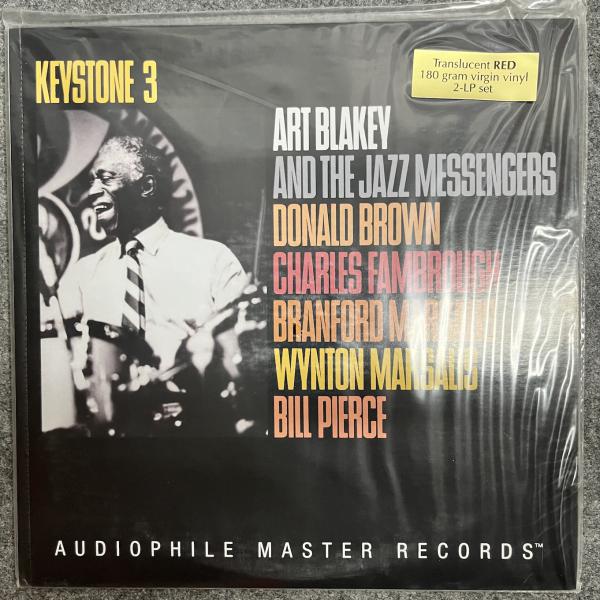 KEYSTONE 3
Translucent RED
180 gram virgin vinyl
2-LP set
ART BLAKEY
AND THE JAZZ MESSENGERS
DONALD BROWN
CHARLES FAMBROUGH
BRANFORD MARSALIS
WYNTON MARSALIS
BILL PIERCE
AUDIOPHILE MASTER RECORDS™